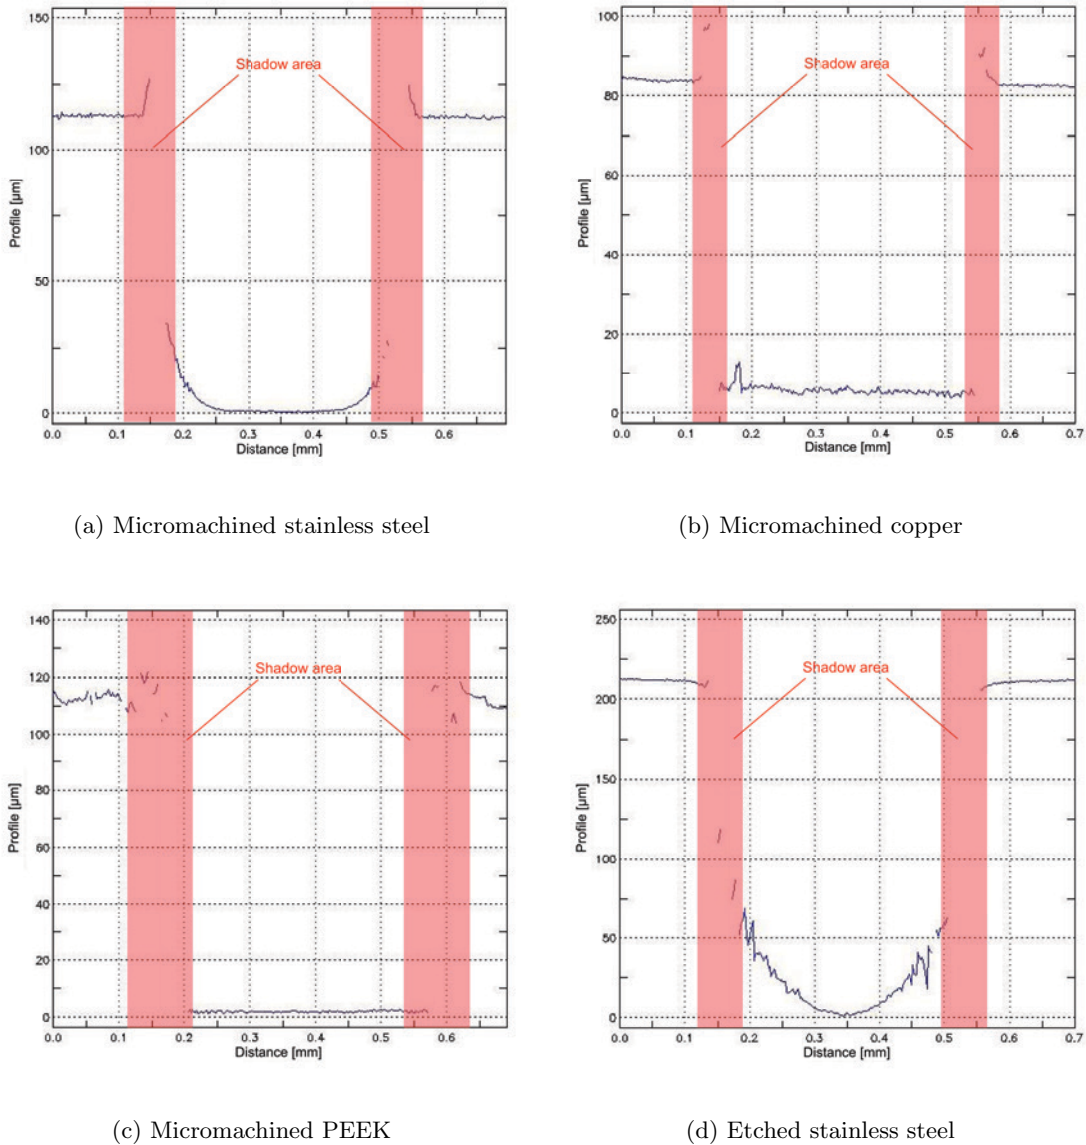 150
100
50
0
Profile [µm]
Shadow area
0.0 0.1 0.2 0.3 0.4 0.5 0.6
Distance [mm]
(a) Micromachined stainless steel
100
80
60
40
20
0
Profile [µm]
Shadow area
0.0 0.1 0.2 0.3 0.4 0.5 0.6 0.7
Distance [mm]
(b) Micromachined copper
140
120
100
80
60
40
20
0
Profile [µm]
Shadow area
0.0 0.1 0.2 0.3 0.4 0.5 0.6
Distance [mm]
(c) Micromachined PEEK
250
200
150
100
50
0
Profile [µm]
Shadow area
0.0 0.1 0.2 0.3 0.4 0.5 0.6 0.7
Distance [mm]
(d) Etched stainless steel